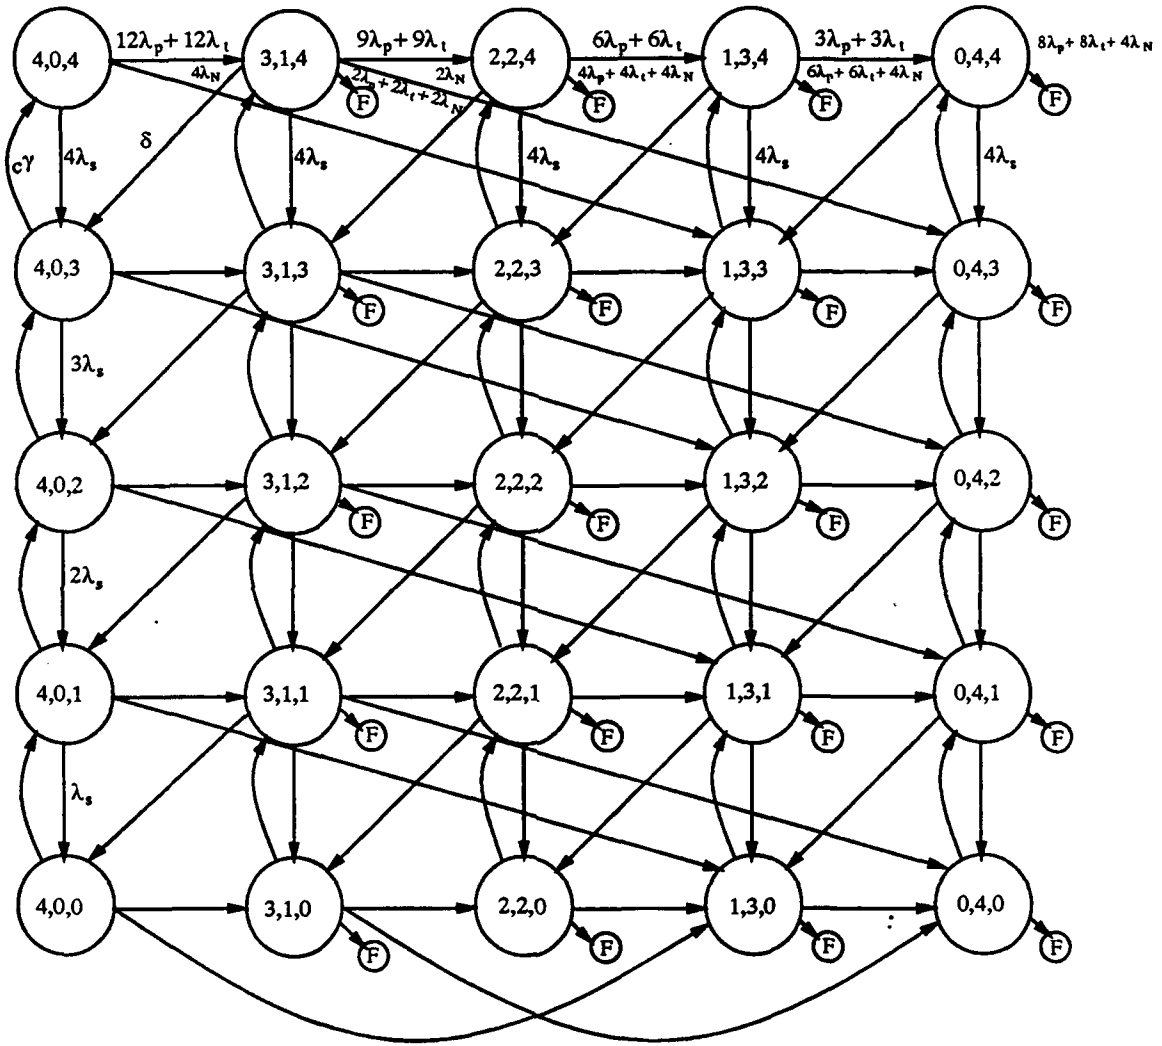 12λp+ 12λt
9λp+ 9λt
6λp+ 6λt
3λp+ 3λt
8λp+ 8λt+ 4λN
4,0,4
3,1,4
2,2,4
1,3,4
0,4,4
4λN
2λp+ 2λt+ 2λN
2λN
4λp+ 4λt+ 4λN
6λp+ 6λt+ 4λN
F
F
F
F
F
cγ
4λs
δ
4λs
4λs
4λs
4λs
4,0,3
3,1,3
2,2,3
1,3,3
0,4,3
F
F
F
F
F
3λs
4,0,2
3,1,2
2,2,2
1,3,2
0,4,2
F
F
F
F
F
2λs
4,0,1
3,1,1
2,2,1
1,3,1
0,4,1
F
F
F
F
F
λs
4,0,0
3,1,0
2,2,0
1,3,0
0,4,0
F
F
F
F
F